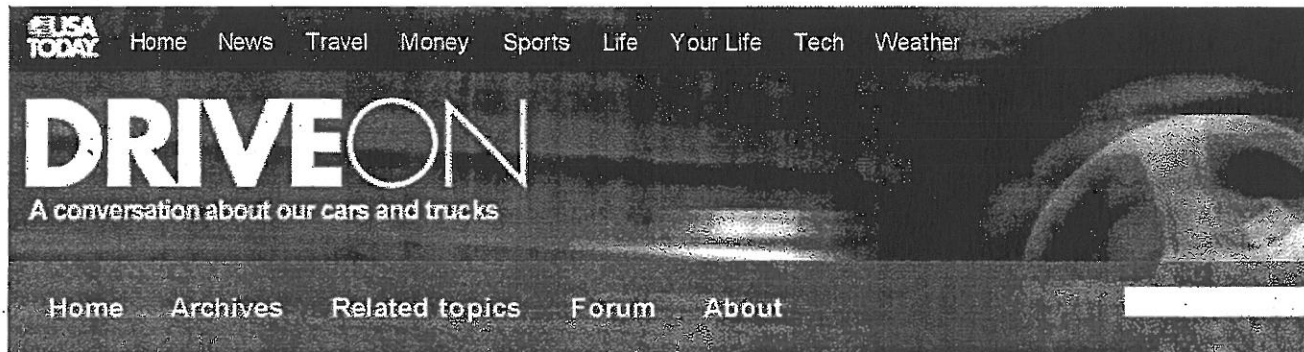 USA TODAY. Home News Travel Money Sports Life Your Life Tech Weather
DRIVEON
A conversation about our cars and trucks
Home Archives Related topics Forum About